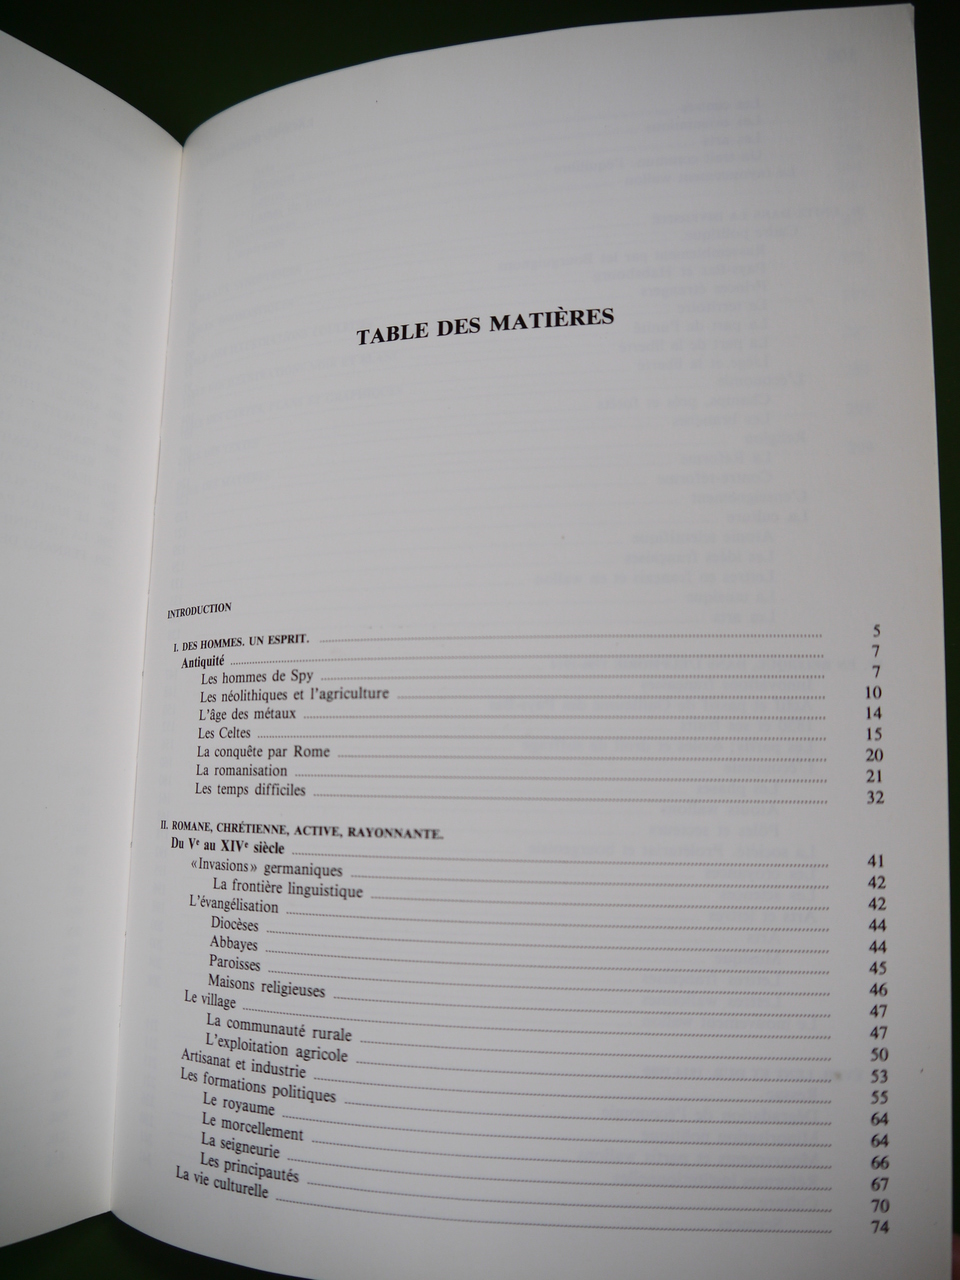 TABLE DES MATIÈRES
INTRODUCTION
I. DES HOMMES. UN ESPRIT. 5
Antiquité 7
Les hommes de Spy 7
Les néolithiques et l'agriculture 10
L'âge des métaux 14
Les Celtes 15
La conquête par Rome 20
La romanisation 21
Les temps difficiles 32
II. ROMANE, CHRÉTIENNE, ACTIVE, RAYONNANTE.
Du Ve au XIVe siècle 41
«Invasions» germaniques 42
La frontière linguistique 42
L'évangélisation 44
Diocèses 44
Abbayes 45
Paroisses 46
Maisons religieuses 47
Le village 47
La communauté rurale 50
L'exploitation agricole 53
Artisanat et industrie 55
Les formations politiques 64
Le royaume 64
Le morcellement 66
La seigneurie 67
Les principautés 70
La vie culturelle 74